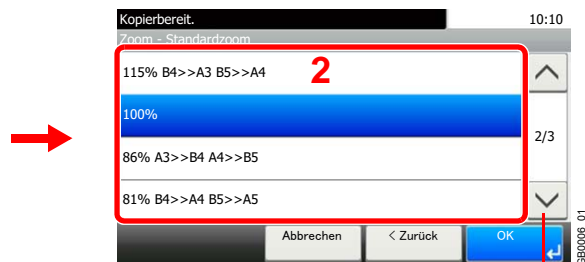 Kopierbereit. 10:10
Zoom - Standardzoom
115% B4>>A3 B5>>A4
2
100%
2/3
86% A3>>B4 A4>>B5
81% B4>>A4 B5>>A5
Abbrechen < Zurück OK